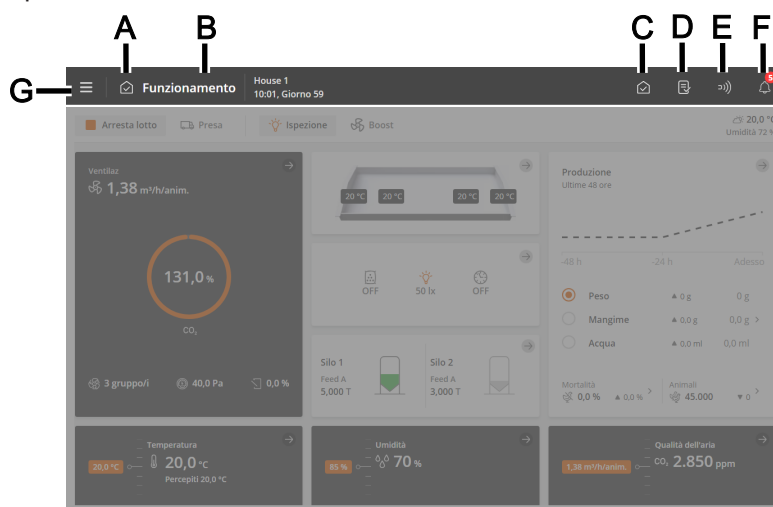 A B C D E F
G
Funzionamento
House 1
10:01, Giorno 59
5
Arresta lotto Presa Ispezione Boost
20,0 °C
Umidità 72 %
Ventilaz
1,38 m³/h/anim.
131,0 %
CO₂
3 gruppo/i 40,0 Pa 0,0 %
20 °C 20 °C 20 °C 20 °C
OFF 50 lx OFF
Silo 1 Silo 2
Feed A Feed A
5,000 T 3,000 T
Produzione
Ultime 48 ore
-48 h -24 h Adesso
Peso ▲ 0 g 0 g
Mangime ▲ 0,0 g 0,0 g >
Acqua ▲ 0,0 ml 0,0 ml
Mortalità Animali
0,0 % ▲ 0,0 % > 45.000 ▼ 0 >
Temperatura
20,0 °C 20,0 °C
Percepiti 20,0 °C
Umidità
85 % 70 %
Qualità dell'aria
1,38 m³/h/anim. CO₂ 2.850 ppm